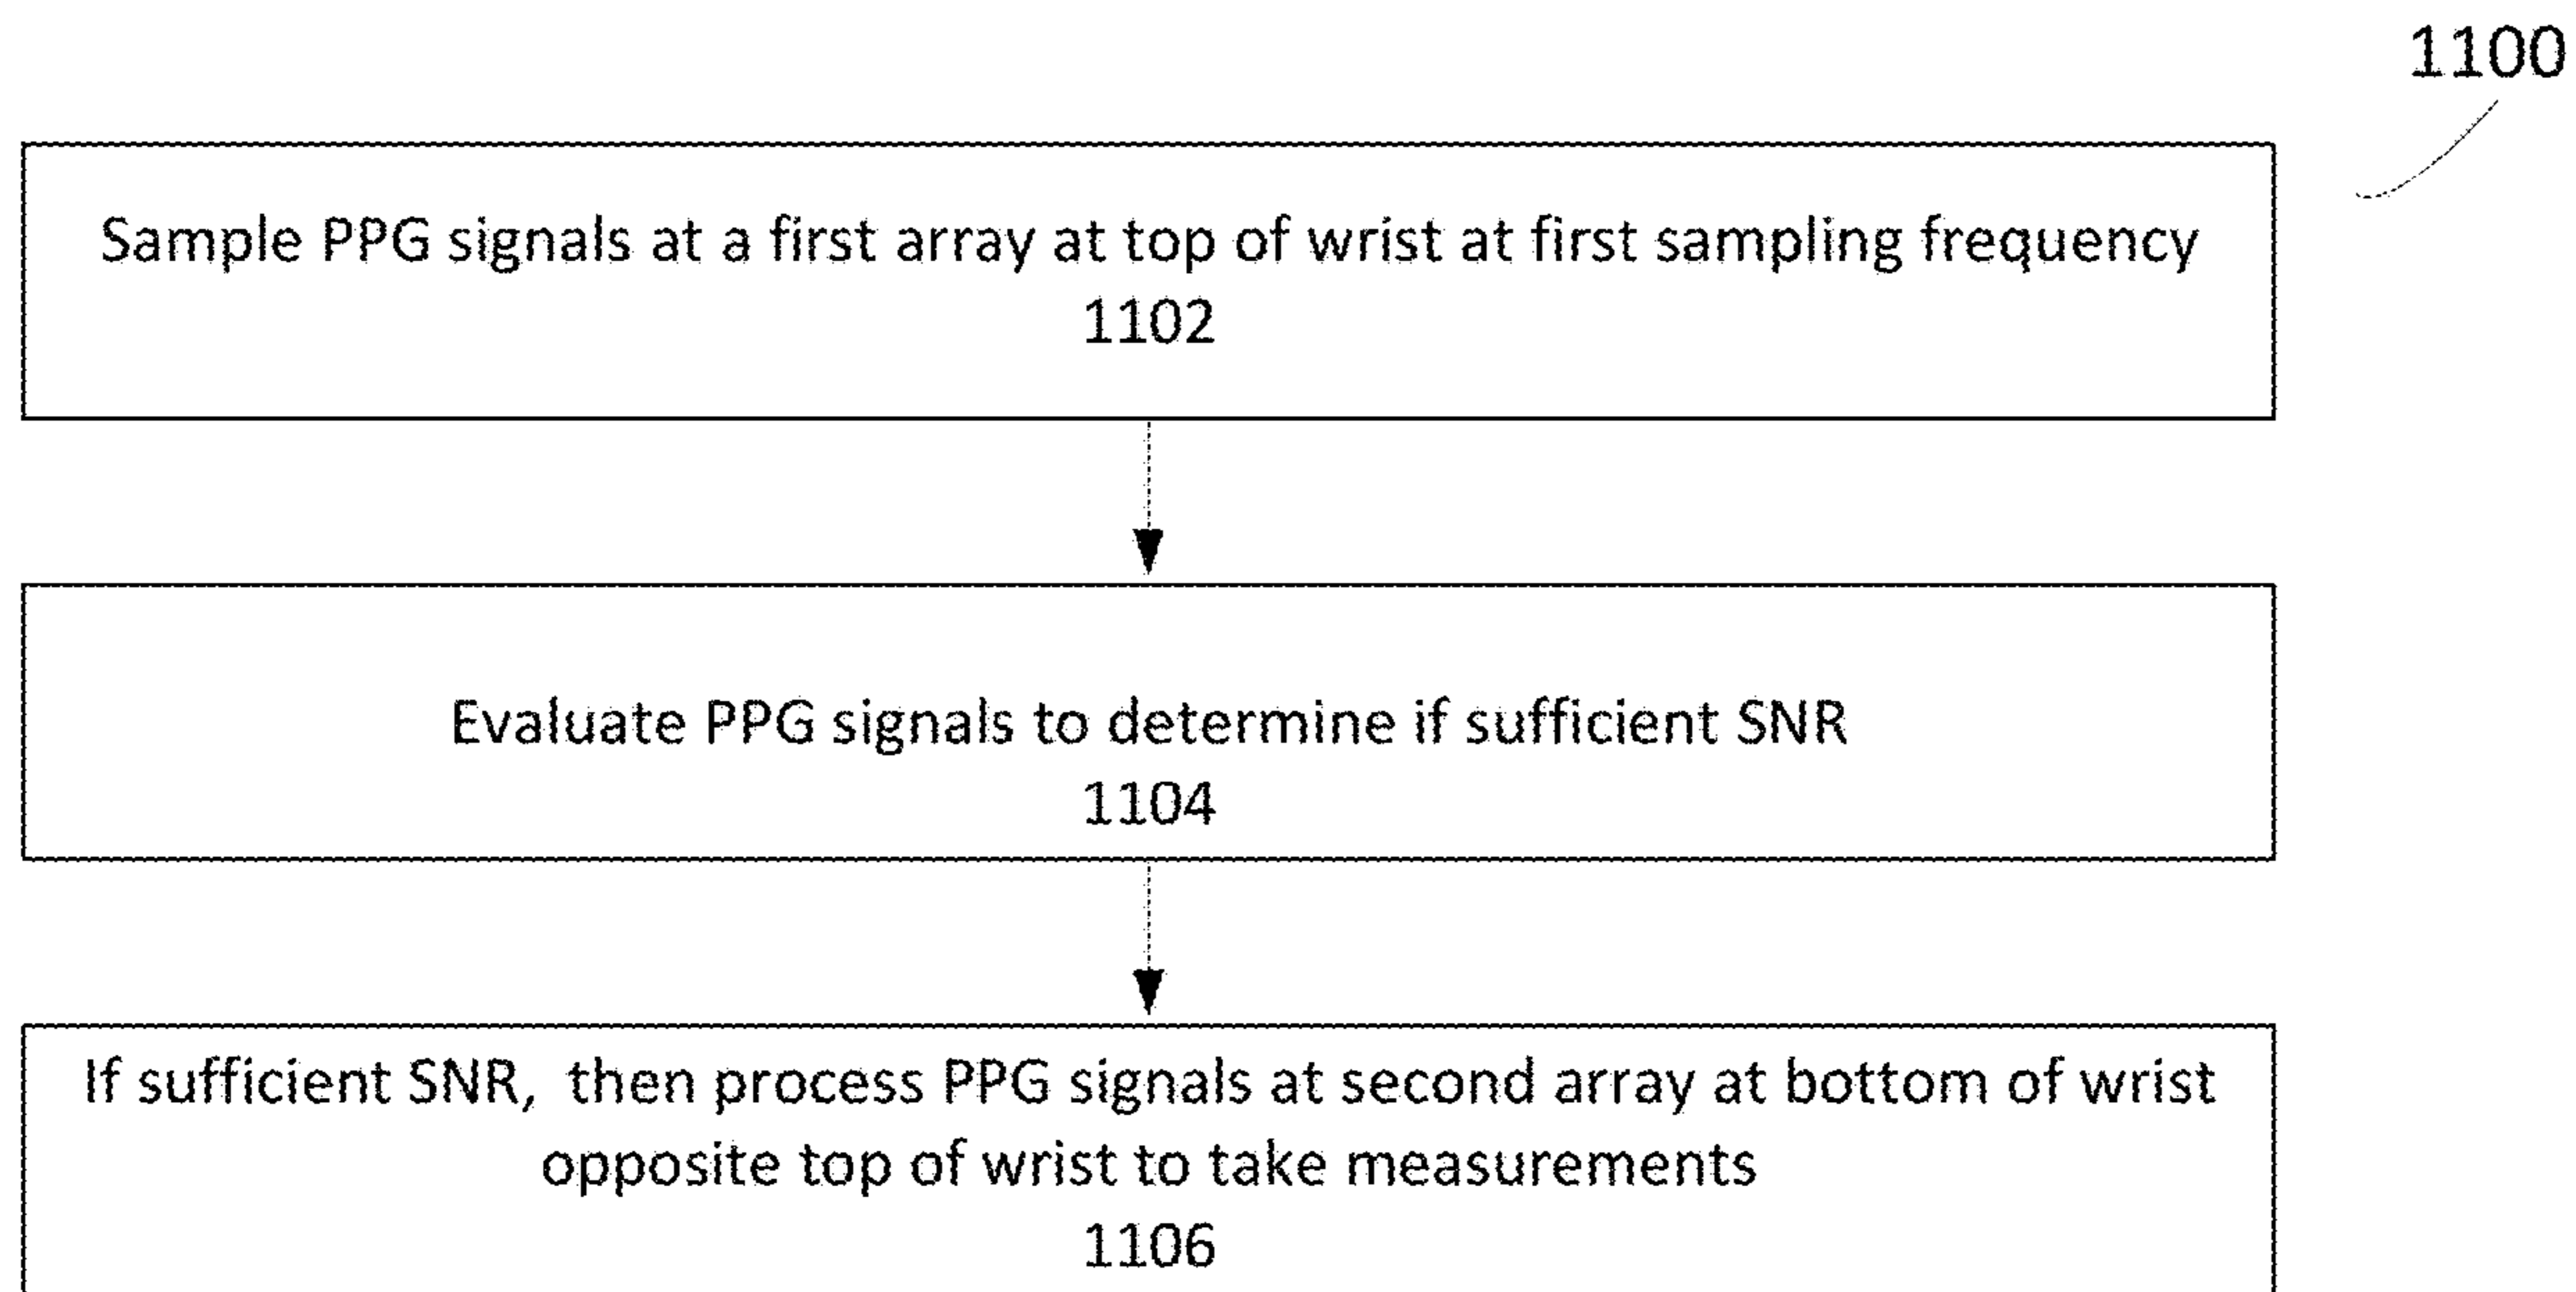 1100
Sample PPG signals at a first array at top of wrist at first sampling frequency
1102
Evaluate PPG signals to determine if sufficient SNR
1104
If sufficient SNR,  then process PPG signals at second array at bottom of wrist
opposite top of wrist to take measurements
1106